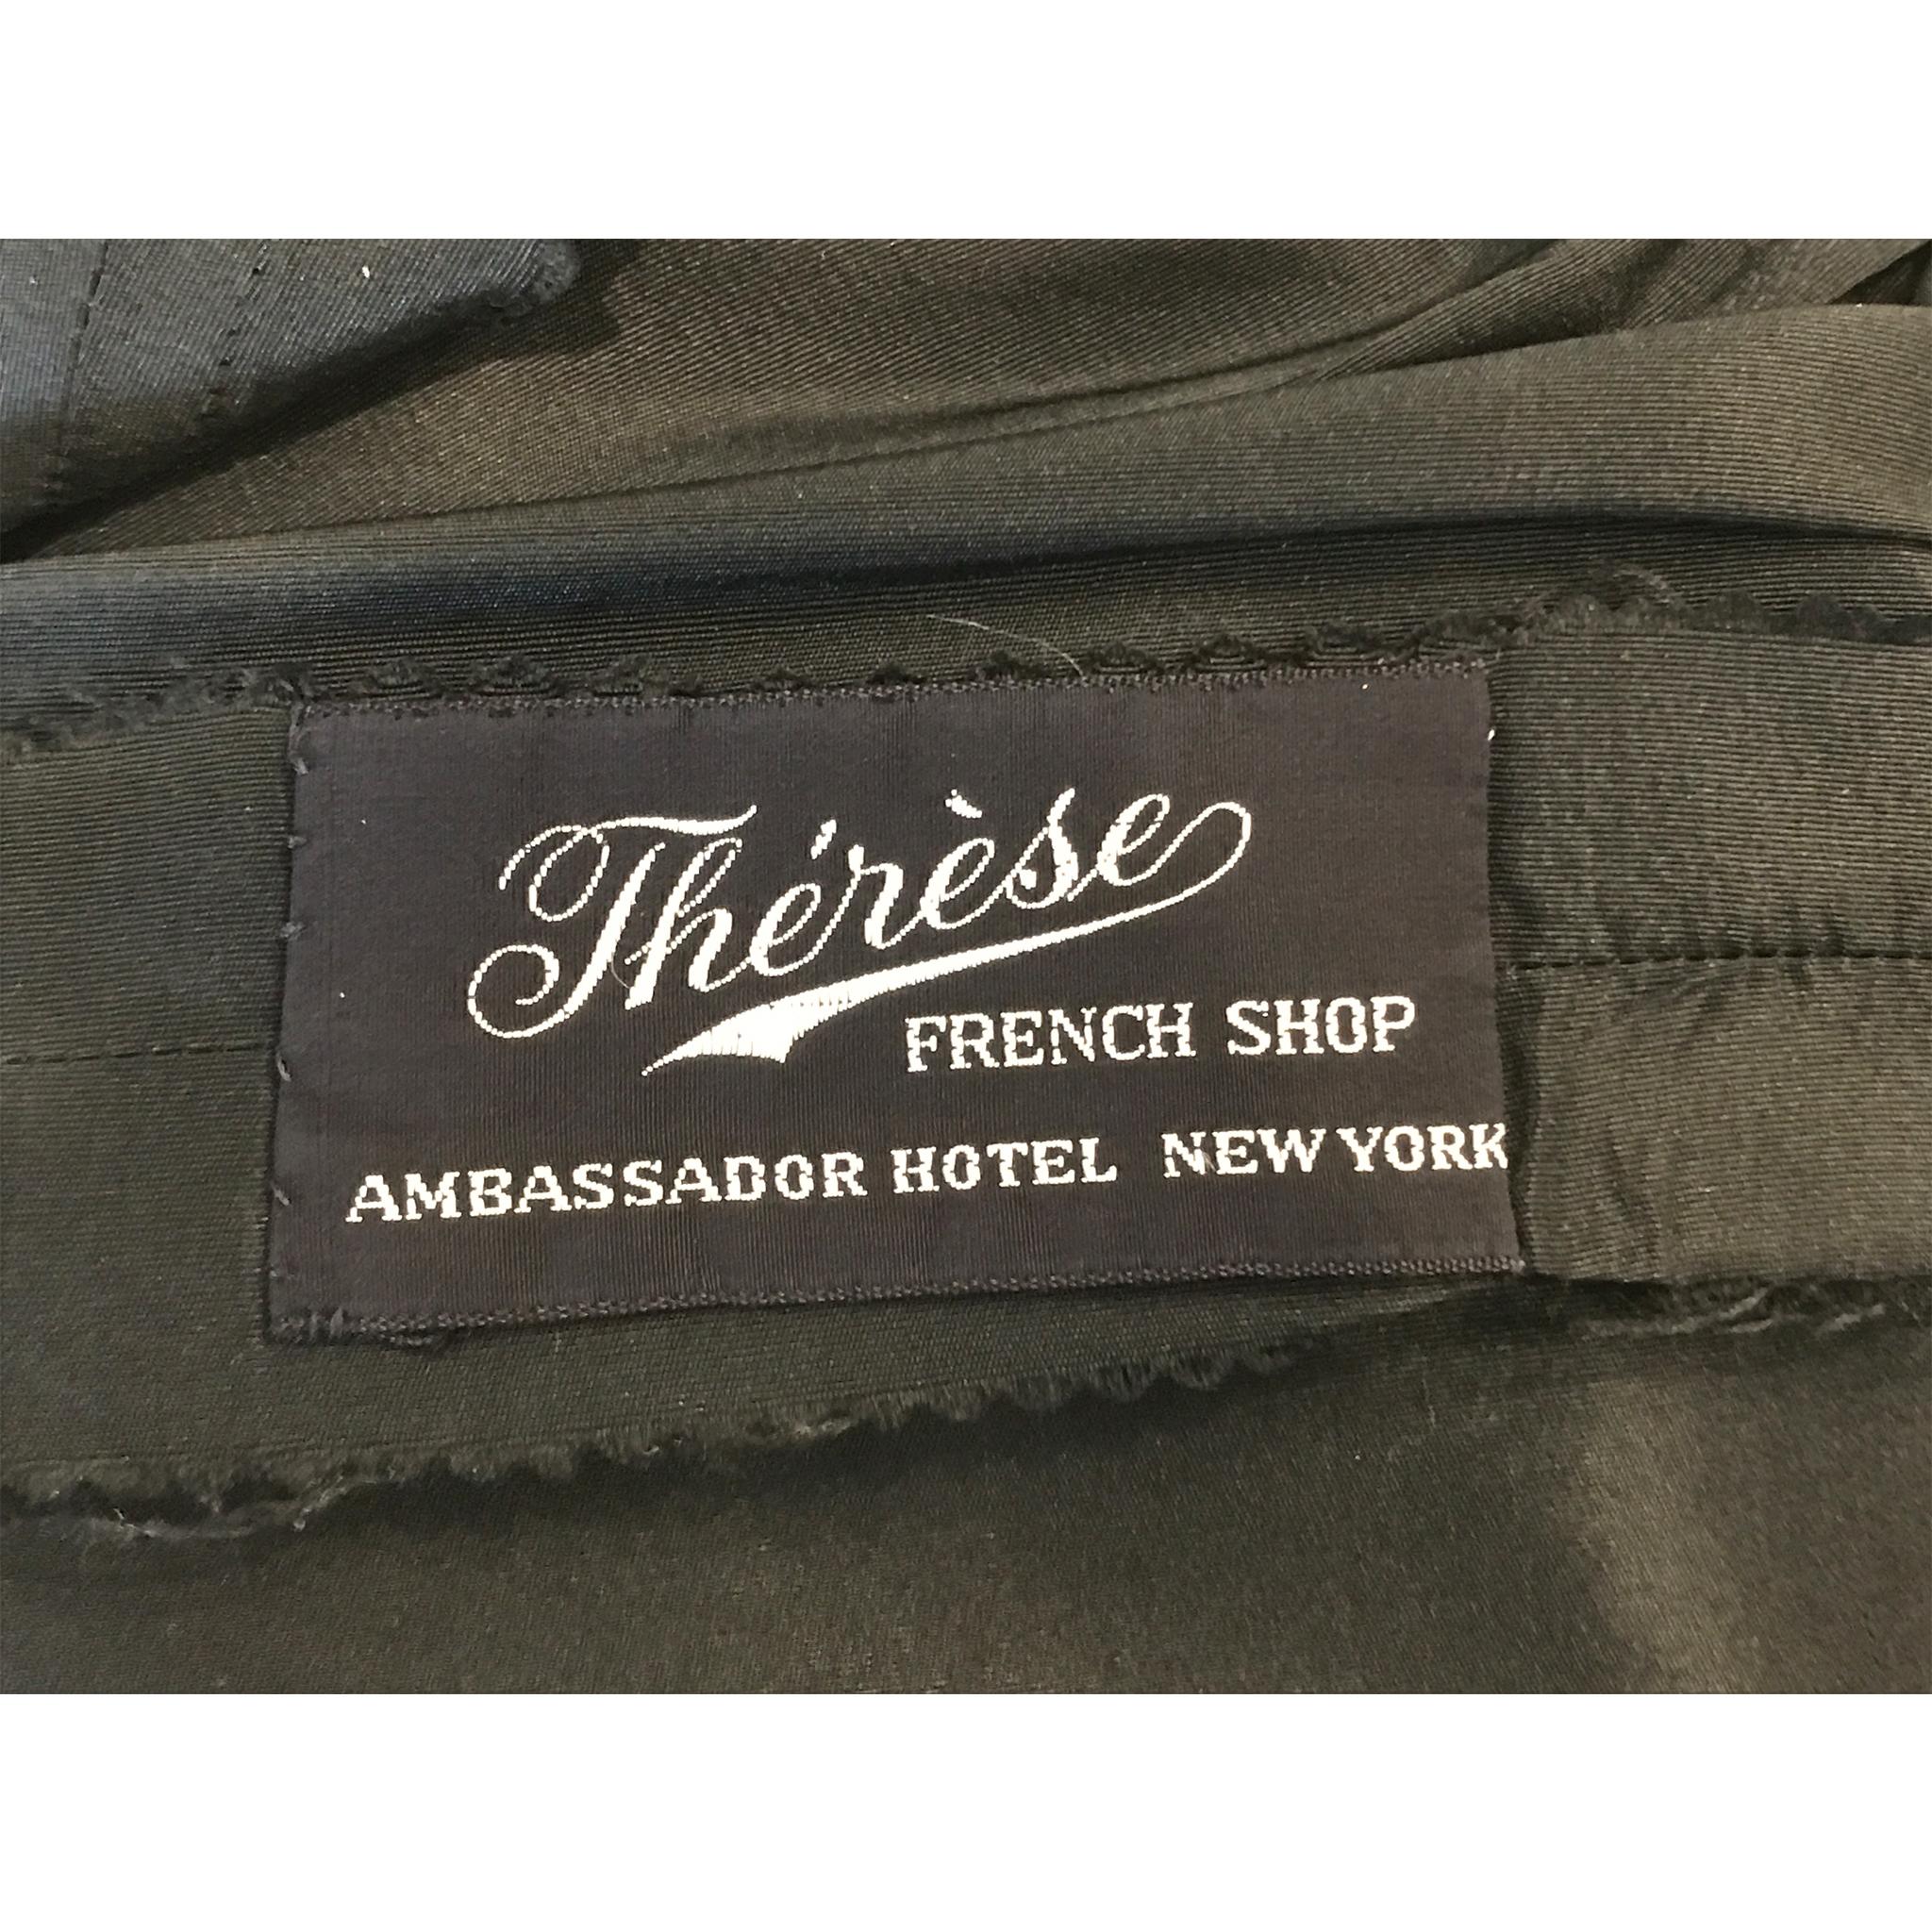 Thérèse
FRENCH SHOP
AMBASSADOR HOTEL NEW YORK